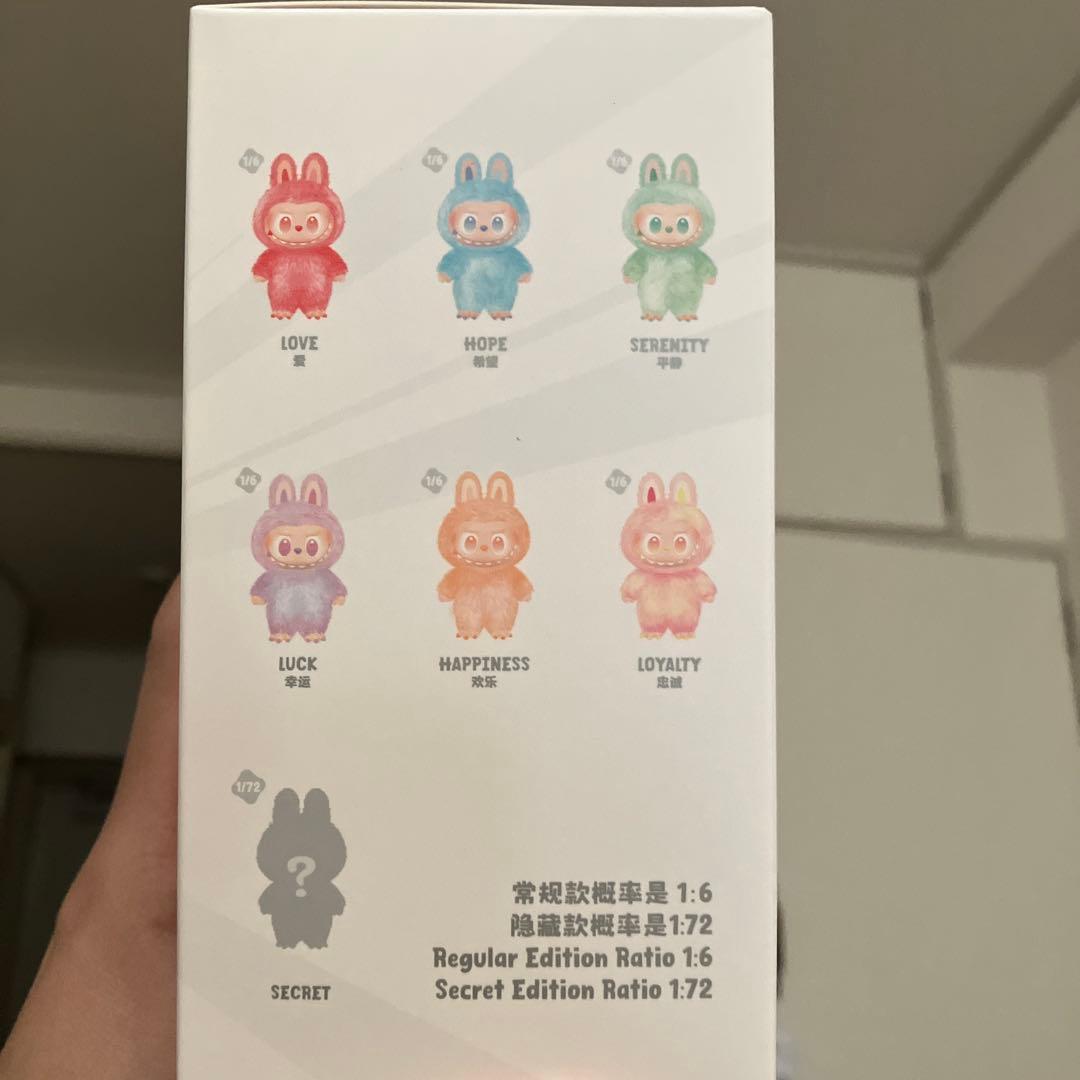 1/6
1/6
1/6
LOVE
爱
HOPE
希望
SERENITY
平静
1/6
1/6
1/6
LUCK
幸运
HAPPINESS
欢乐
LOYALTY
忠诚
1/72
?
SECRET
常规款概率是 1:6
隐藏款概率是1:72
Regular Edition Ratio 1:6
Secret Edition Ratio 1:72